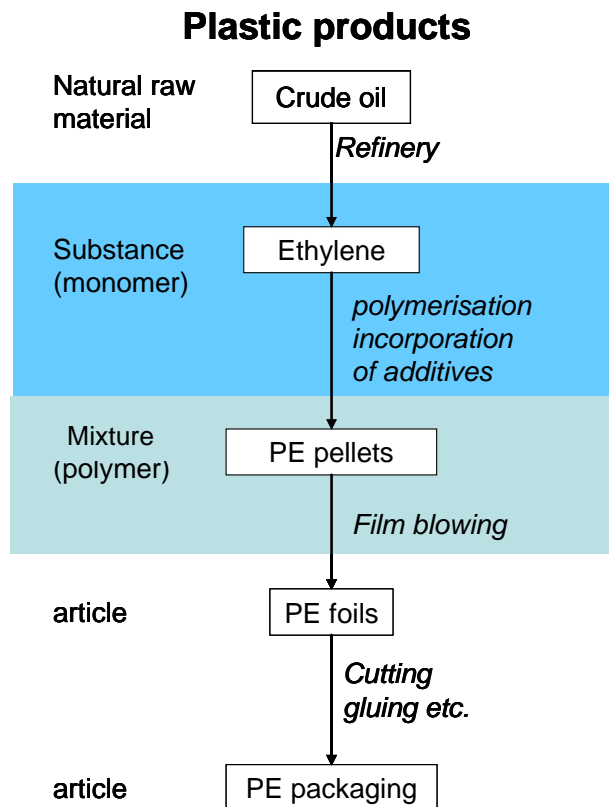 Plastic products
Natural raw
material
Crude oil
Refinery
Substance
(monomer)
Ethylene
polymerisation
incorporation
of additives
Mixture
(polymer)
PE pellets
Film blowing
article
PE foils
Cutting
gluing etc.
article
PE packaging